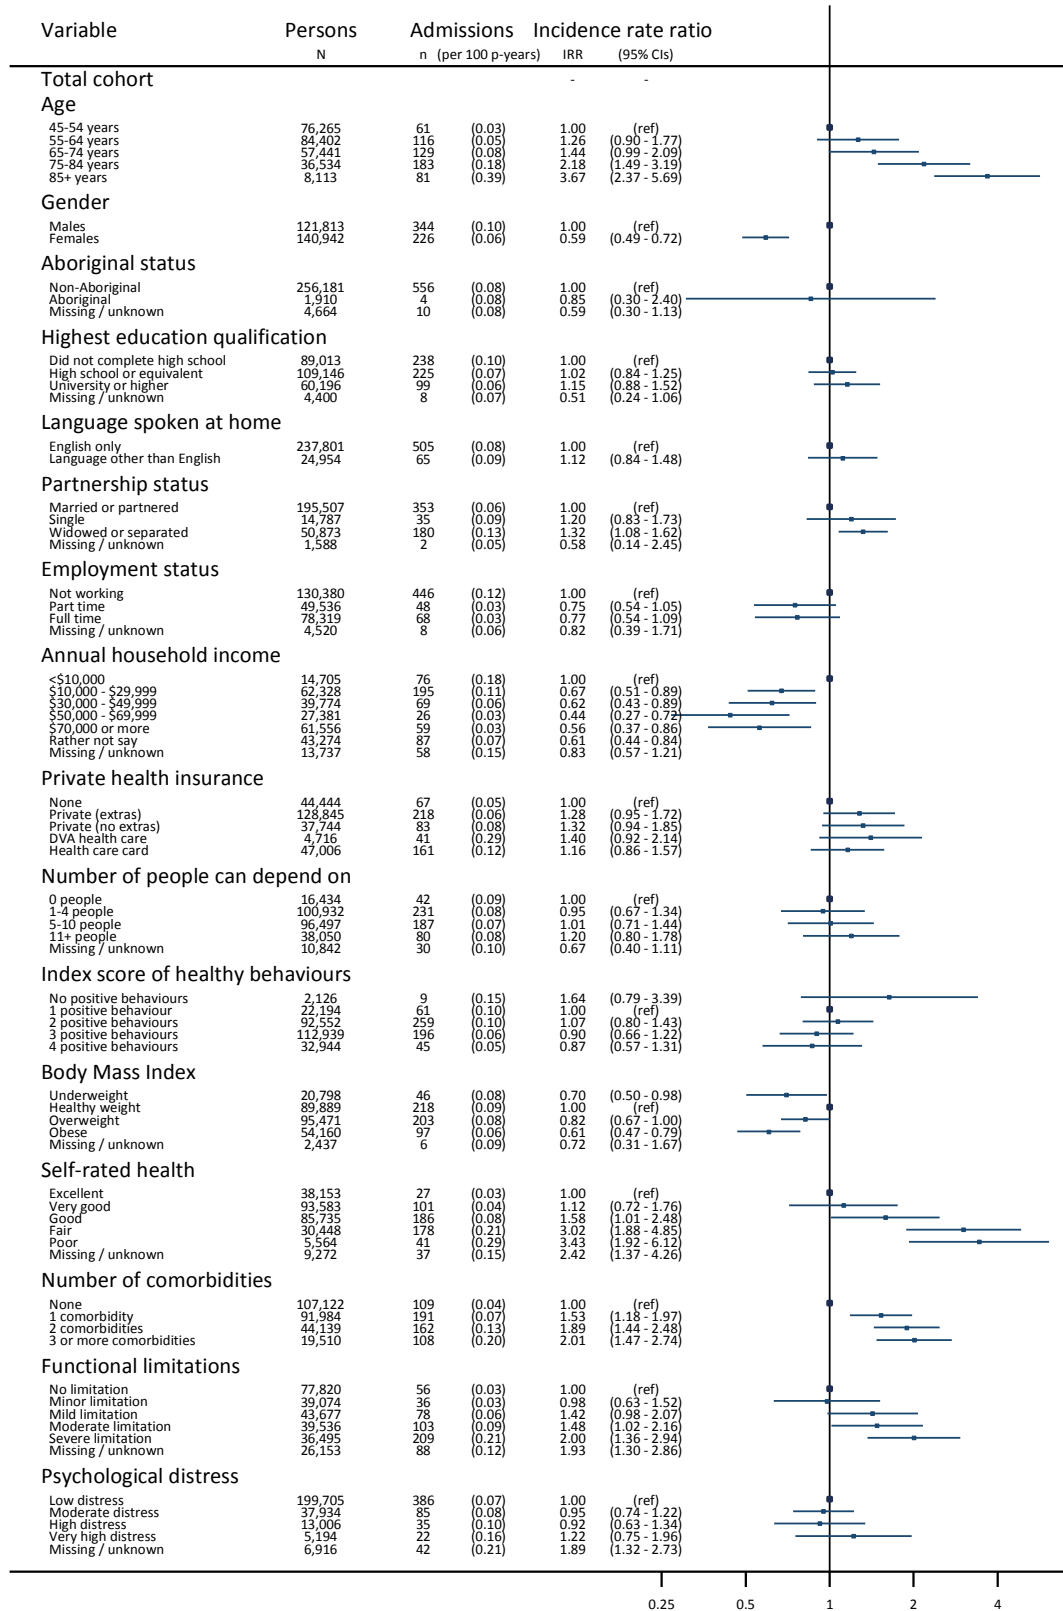 Variable Persons Admissions Incidence rate ratio
N n (per 100 p-years) IRR (95% CIs)
Total cohort - -
Age
45-54 years 76,265 61 (0.03) 1.00 (ref)
55-64 years 84,402 116 (0.05) 1.26 (0.90 - 1.77)
65-74 years 57,441 129 (0.08) 1.44 (0.99 - 2.09)
75-84 years 36,534 183 (0.18) 2.18 (1.49 - 3.19)
85+ years 8,113 81 (0.39) 3.67 (2.37 - 5.69)
Gender
Males 121,813 344 (0.10) 1.00 (ref)
Females 140,942 226 (0.06) 0.59 (0.49 - 0.72)
Aboriginal status
Non-Aboriginal 256,181 556 (0.08) 1.00 (ref)
Aboriginal 1,910 4 (0.08) 0.85 (0.30 - 2.40)
Missing / unknown 4,664 10 (0.08) 0.59 (0.30 - 1.13)
Highest education qualification
Did not complete high school 89,013 238 (0.10) 1.00 (ref)
High school or equivalent 109,146 225 (0.07) 1.02 (0.84 - 1.25)
University or higher 60,196 99 (0.06) 1.15 (0.88 - 1.52)
Missing / unknown 4,400 8 (0.07) 0.51 (0.24 - 1.06)
Language spoken at home
English only 237,801 505 (0.08) 1.00 (ref)
Language other than English 24,954 65 (0.09) 1.12 (0.84 - 1.48)
Partnership status
Married or partnered 195,507 353 (0.06) 1.00 (ref)
Single 14,787 35 (0.09) 1.20 (0.83 - 1.73)
Widowed or separated 50,873 180 (0.13) 1.32 (1.08 - 1.62)
Missing / unknown 1,588 2 (0.05) 0.58 (0.14 - 2.45)
Employment status
Not working 130,380 446 (0.12) 1.00 (ref)
Part time 49,536 48 (0.03) 0.75 (0.54 - 1.05)
Full time 78,319 68 (0.03) 0.77 (0.54 - 1.09)
Missing / unknown 4,520 8 (0.06) 0.82 (0.39 - 1.71)
Annual household income
<$10,000 14,705 76 (0.18) 1.00 (ref)
$10,000 - $29,999 62,328 195 (0.11) 0.67 (0.51 - 0.89)
$30,000 - $49,999 39,774 69 (0.06) 0.62 (0.43 - 0.89)
$50,000 - $69,999 27,381 26 (0.03) 0.44 (0.27 - 0.72)
$70,000 or more 61,556 59 (0.03) 0.56 (0.37 - 0.86)
Rather not say 43,274 87 (0.07) 0.61 (0.44 - 0.84)
Missing / unknown 13,737 58 (0.15) 0.83 (0.57 - 1.21)
Private health insurance
None 44,444 67 (0.05) 1.00 (ref)
Private (extras) 128,845 218 (0.06) 1.28 (0.95 - 1.72)
Private (no extras) 37,744 83 (0.08) 1.32 (0.94 - 1.85)
DVA health care 4,716 41 (0.29) 1.40 (0.92 - 2.14)
Health care card 47,006 161 (0.12) 1.16 (0.86 - 1.57)
Number of people can depend on
0 people 16,434 42 (0.09) 1.00 (ref)
1-4 people 100,932 231 (0.08) 0.95 (0.67 - 1.34)
5-10 people 96,497 187 (0.07) 1.01 (0.71 - 1.44)
11+ people 38,050 80 (0.08) 1.20 (0.80 - 1.78)
Missing / unknown 10,842 30 (0.10) 0.67 (0.40 - 1.11)
Index score of healthy behaviours
No positive behaviours 2,126 9 (0.15) 1.64 (0.79 - 3.39)
1 positive behaviour 22,194 61 (0.10) 1.00 (ref)
2 positive behaviours 92,552 259 (0.10) 1.07 (0.80 - 1.43)
3 positive behaviours 112,939 196 (0.06) 0.90 (0.66 - 1.22)
4 positive behaviours 32,944 45 (0.05) 0.87 (0.57 - 1.31)
Body Mass Index
Underweight 20,798 46 (0.08) 0.70 (0.50 - 0.98)
Healthy weight 89,889 218 (0.09) 1.00 (ref)
Overweight 95,471 203 (0.08) 0.82 (0.67 - 1.00)
Obese 54,160 97 (0.06) 0.61 (0.47 - 0.79)
Missing / unknown 2,437 6 (0.09) 0.72 (0.31 - 1.67)
Self-rated health
Excellent 38,153 27 (0.03) 1.00 (ref)
Very good 93,583 101 (0.04) 1.12 (0.72 - 1.76)
Good 85,735 186 (0.08) 1.58 (1.01 - 2.48)
Fair 30,448 178 (0.21) 3.02 (1.88 - 4.85)
Poor 5,564 41 (0.29) 3.43 (1.92 - 6.12)
Missing / unknown 9,272 37 (0.15) 2.42 (1.37 - 4.26)
Number of comorbidities
None 107,122 109 (0.04) 1.00 (ref)
1 comorbidity 91,984 191 (0.07) 1.53 (1.18 - 1.97)
2 comorbidities 44,139 162 (0.13) 1.89 (1.44 - 2.48)
3 or more comorbidities 19,510 108 (0.20) 2.01 (1.47 - 2.74)
Functional limitations
No limitation 77,820 56 (0.03) 1.00 (ref)
Minor limitation 39,074 36 (0.03) 0.98 (0.63 - 1.52)
Mild limitation 43,677 78 (0.06) 1.42 (0.98 - 2.07)
Moderate limitation 39,536 103 (0.09) 1.48 (1.02 - 2.16)
Severe limitation 36,495 209 (0.21) 2.00 (1.36 - 2.94)
Missing / unknown 26,153 88 (0.12) 1.93 (1.30 - 2.86)
Psychological distress
Low distress 199,705 386 (0.07) 1.00 (ref)
Moderate distress 37,934 85 (0.08) 0.95 (0.74 - 1.22)
High distress 13,006 35 (0.10) 0.92 (0.63 - 1.34)
Very high distress 5,194 22 (0.16) 1.22 (0.75 - 1.96)
Missing / unknown 6,916 42 (0.21) 1.89 (1.32 - 2.73)
0.25 0.5 1 2 4